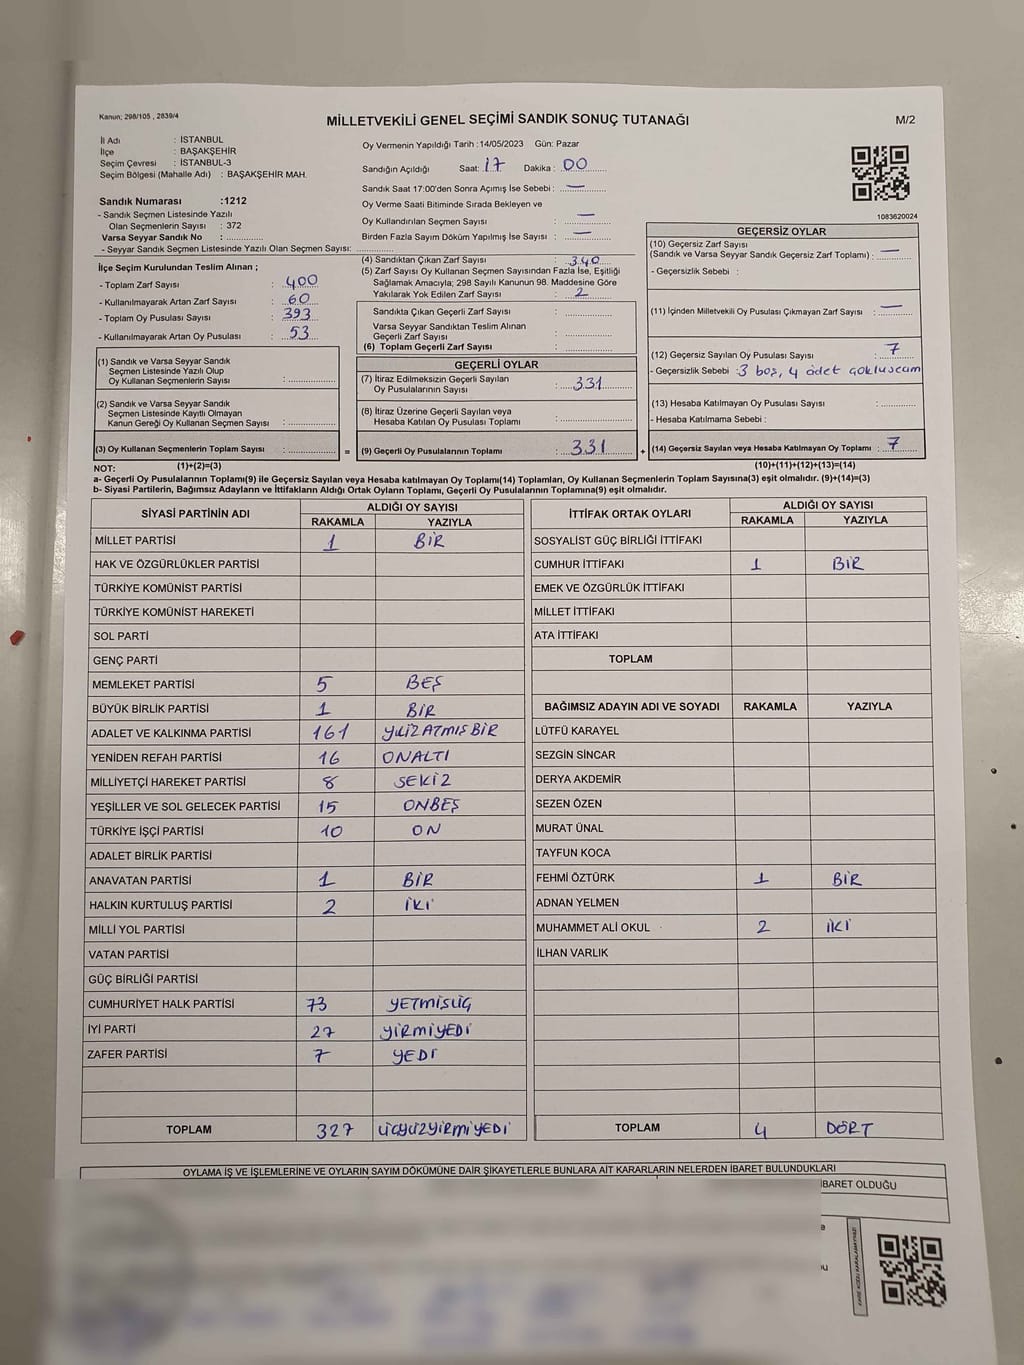 Kanun; 298/105 , 2839/4
MİLLETVEKİLİ GENEL SEÇİMİ SANDIK SONUÇ TUTANAĞI
M/2
İl Adı : İSTANBUL
İlçe : BAŞAKŞEHİR
Seçim Çevresi : İSTANBUL-3
Seçim Bölgesi (Mahalle Adı) : BAŞAKŞEHİR MAH.
Sandık Numarası :1212
- Sandık Seçmen Listesinde Yazılı
Olan Seçmenlerin Sayısı : 372
Varsa Seyyar Sandık No :
- Seyyar Sandık Seçmen Listesinde Yazılı Olan Seçmen Sayısı:
İlçe Seçim Kurulundan Teslim Alınan ;
- Toplam Zarf Sayısı : 400
- Kullanılmayarak Artan Zarf Sayısı : 60
- Toplam Oy Pusulası Sayısı : 393
- Kullanılmayarak Artan Oy Pusulası : 53
(1) Sandık ve Varsa Seyyar Sandık
Seçmen Listesinde Yazılı Olup
Oy Kullanan Seçmenlerin Sayısı :
(2) Sandık ve Varsa Seyyar Sandık
Seçmen Listesinde Kayıtlı Olmayan
Kanun Gereği Oy Kullanan Seçmen Sayısı :
(3) Oy Kullanan Seçmenlerin Toplam Sayısı :
Oy Vermenin Yapıldığı Tarih :14/05/2023 Gün: Pazar
Sandığın Açıldığı Saat: 17 Dakika : 00
Sandık Saat 17:00'den Sonra Açımış İse Sebebi : —
Oy Verme Saati Bitiminde Sırada Bekleyen ve
Oy Kullandırılan Seçmen Sayısı : —
Birden Fazla Sayım Döküm Yapılmış İse Sayısı : —
(4) Sandıktan Çıkan Zarf Sayısı : 340
(5) Zarf Sayısı Oy Kullanan Seçmen Sayısından Fazla İse, Eşitliği
Sağlamak Amacıyla; 298 Sayılı Kanunun 98. Maddesine Göre
Yakılarak Yok Edilen Zarf Sayısı : 2
Sandıkta Çıkan Geçerli Zarf Sayısı :
Varsa Seyyar Sandıktan Teslim Alınan
Geçerli Zarf Sayısı :
(6) Toplam Geçerli Zarf Sayısı :
GEÇERLİ OYLAR
(7) İtiraz Edilmeksizin Geçerli Sayılan
Oy Pusulalarının Sayısı : 331
(8) İtiraz Üzerine Geçerli Sayılan veya
Hesaba Katılan Oy Pusulası Toplamı :
= (9) Geçerli Oy Pusulalarının Toplamı : 331
1083620024
GEÇERSİZ OYLAR
(10) Geçersiz Zarf Sayısı
(Sandık ve Varsa Seyyar Sandık Geçersiz Zarf Toplamı) : —
- Geçersizlik Sebebi :
(11) İçinden Milletvekili Oy Pusulası Çıkmayan Zarf Sayısı : —
(12) Geçersiz Sayılan Oy Pusulası Sayısı : 7
- Geçersizlik Sebebi : 3 boş, 4 adet
(13) Hesaba Katılmayan Oy Pusulası Sayısı :
- Hesaba Katılmama Sebebi :
+ (14) Geçersiz Sayılan veya Hesaba Katılmayan Oy Toplamı : 7
NOT: (1)+(2)=(3) (10)+(11)+(12)+(13)=(14)
a- Geçerli Oy Pusulalarının Toplamı(9) ile Geçersiz Sayılan veya Hesaba katılmayan Oy Toplamı(14) Toplamları, Oy Kullanan Seçmenlerin Toplam Sayısına(3) eşit olmalıdır. (9)+(14)=(3)
b- Siyasi Partilerin, Bağımsız Adayların ve İttifakların Aldığı Ortak Oyların Toplamı, Geçerli Oy Pusulalarının Toplamına(9) eşit olmalıdır.
SİYASİ PARTİNİN ADI ALDIĞI OY SAYISI
RAKAMLA YAZIYLA
MİLLET PARTİSİ 1 BİR
HAK VE ÖZGÜRLÜKLER PARTİSİ
TÜRKİYE KOMÜNİST PARTİSİ
TÜRKİYE KOMÜNİST HAREKETİ
SOL PARTİ
GENÇ PARTİ
MEMLEKET PARTİSİ 5 BEŞ
BÜYÜK BİRLİK PARTİSİ 1 BİR
ADALET VE KALKINMA PARTİSİ 161 YÜZATMIŞBİR
YENİDEN REFAH PARTİSİ 16 ONALTI
MİLLİYETÇİ HAREKET PARTİSİ 8 SEKİZ
YEŞİLLER VE SOL GELECEK PARTİSİ 15 ONBEŞ
TÜRKİYE İŞÇİ PARTİSİ 10 ON
ADALET BİRLİK PARTİSİ
ANAVATAN PARTİSİ 1 BİR
HALKIN KURTULUŞ PARTİSİ 2 İKİ
MİLLİ YOL PARTİSİ
VATAN PARTİSİ
GÜÇ BİRLİĞİ PARTİSİ
CUMHURİYET HALK PARTİSİ 73 YETMİSÜÇ
İYİ PARTİ 27 YİRMİYEDİ
ZAFER PARTİSİ 7 YEDİ
TOPLAM 327 ÜÇYÜZYİRMİYEDİ
İTTİFAK ORTAK OYLARI ALDIĞI OY SAYISI
RAKAMLA YAZIYLA
SOSYALİST GÜÇ BİRLİĞİ İTTİFAKI
CUMHUR İTTİFAKI 1 BİR
EMEK VE ÖZGÜRLÜK İTTİFAKI
MİLLET İTTİFAKI
ATA İTTİFAKI
TOPLAM
BAĞIMSIZ ADAYIN ADI VE SOYADI RAKAMLA YAZIYLA
LÜTFÜ KARAYEL
SEZGİN SİNCAR
DERYA AKDEMİR
SEZEN ÖZEN
MURAT ÜNAL
TAYFUN KOCA
FEHMİ ÖZTÜRK 1 BİR
ADNAN YELMEN
MUHAMMET ALİ OKUL 2 İKİ
İLHAN VARLIK
TOPLAM 4 DÖRT
OYLAMA İŞ VE İŞLEMLERİNE VE OYLARIN SAYIM DÖKÜMÜNE DAİR ŞİKAYETLERLE BUNLARA AİT KARARLARIN NELERDEN İBARET BULUNDUKLARI
İBARET OLDUĞU